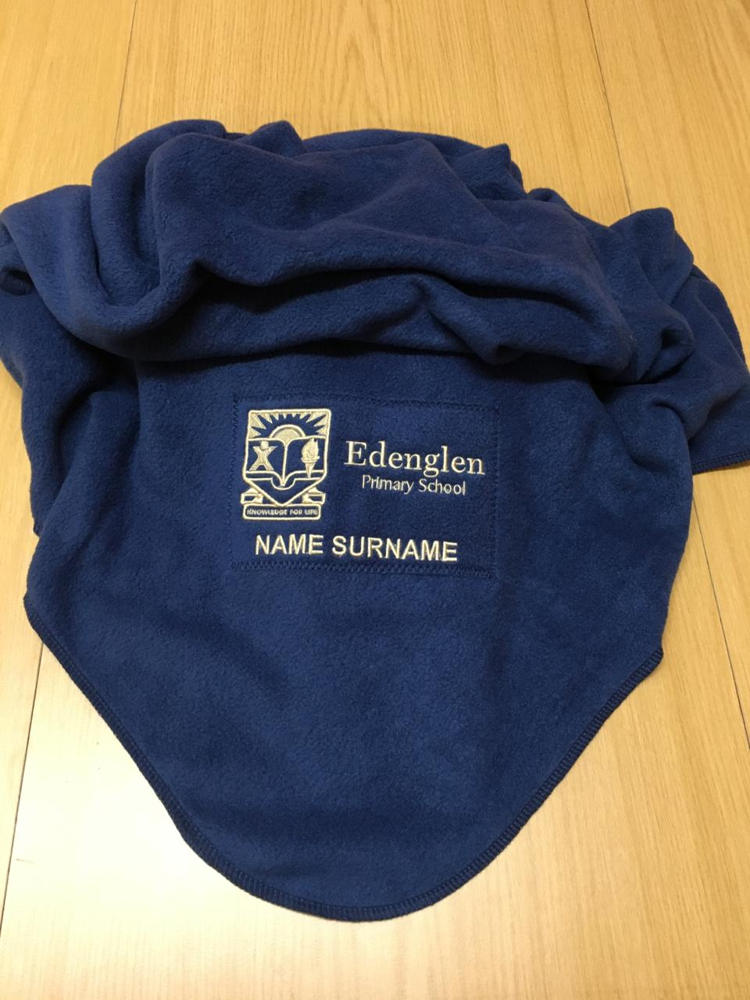 Edenglen
Primary School
KNOWLEDGE FOR LIFE
NAME SURNAME